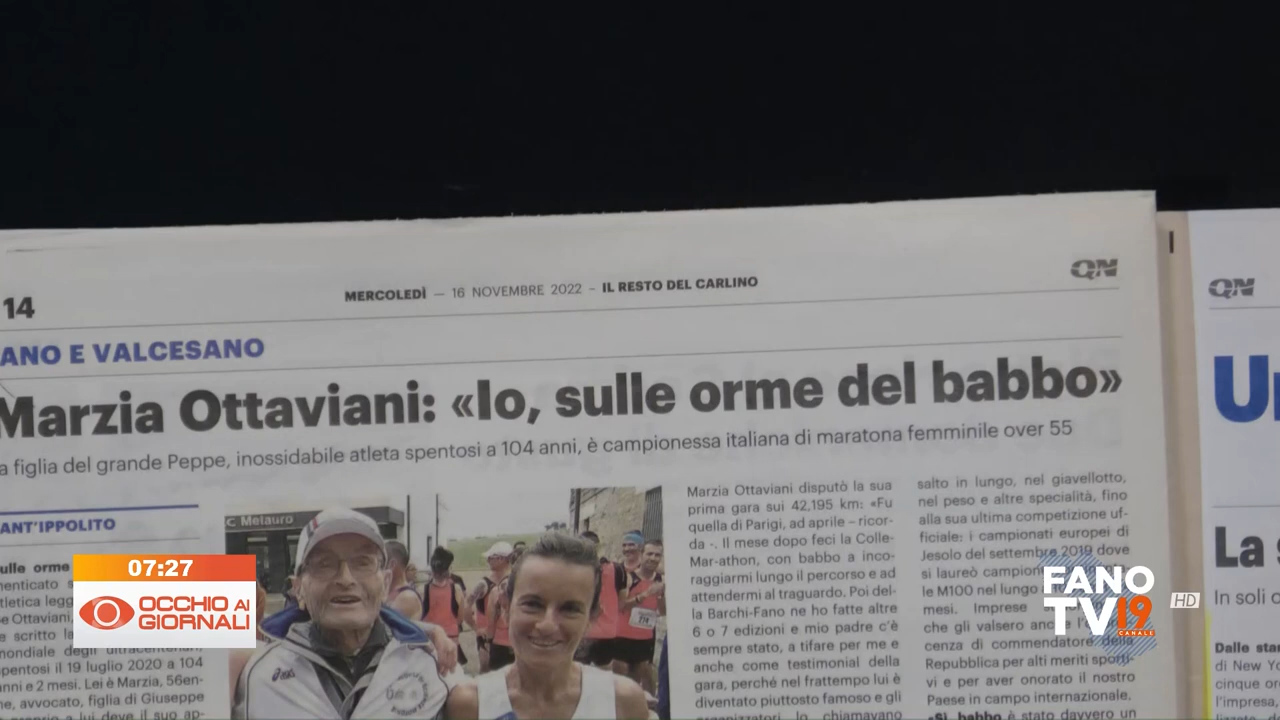 14
MERCOLEDÌ — 16 NOVEMBRE 2022 – IL RESTO DEL CARLINO
QN
ANO E VALCESANO
Marzia Ottaviani: «Io, sulle orme del babbo»
a figlia del grande Peppe, inossidabile atleta spentosi a 104 anni, è campionessa italiana di maratona femminile over 55
ANT'IPPOLITO
ulle orme
menticato
tletica legg
e Ottaviani.
e scritto la
mondiale degli ultracentenari,
spentosi il 19 luglio 2020 a 104
anni e 2 mesi. Lei è Marzia, 56en-
ne, avvocato, figlia di Giuseppe
proprio a lui deve il suo ap-
C Metauro
asics
Marzia Ottaviani disputò la sua
prima gara sui 42,195 km: «Fu
quella di Parigi, ad aprile – ricor-
da -. Il mese dopo feci la Colle-
Mar-athon, con babbo a inco-
raggiarmi lungo il percorso e ad
attendermi al traguardo. Poi del-
la Barchi-Fano ne ho fatte altre
6 o 7 edizioni e mio padre c'è
sempre stato, a tifare per me e
anche come testimonial della
gara, perché nel frattempo lui è
diventato piuttosto famoso e gli
organizzatori lo chiamavano
salto in lungo, nel giavellotto,
nel peso e altre specialità, fino
alla sua ultima competizione uf-
ficiale: i campionati europei di
Jesolo del settembre 2019 dove
si laureò campion
le M100 nel lungo
mesi. Imprese
che gli valsero anche l'
cenza di commendatore della
Repubblica per alti meriti sporti-
vi e per aver onorato il nostro
Paese in campo internazionale.
«Sì, babbo è stato davvero un
QN
U
La
In soli
Dalle sta
di New Yo
cinque or
l'impresa,
07:27
OCCHIO AI
GIORNALI
FANO
TV19
CANALE
HD